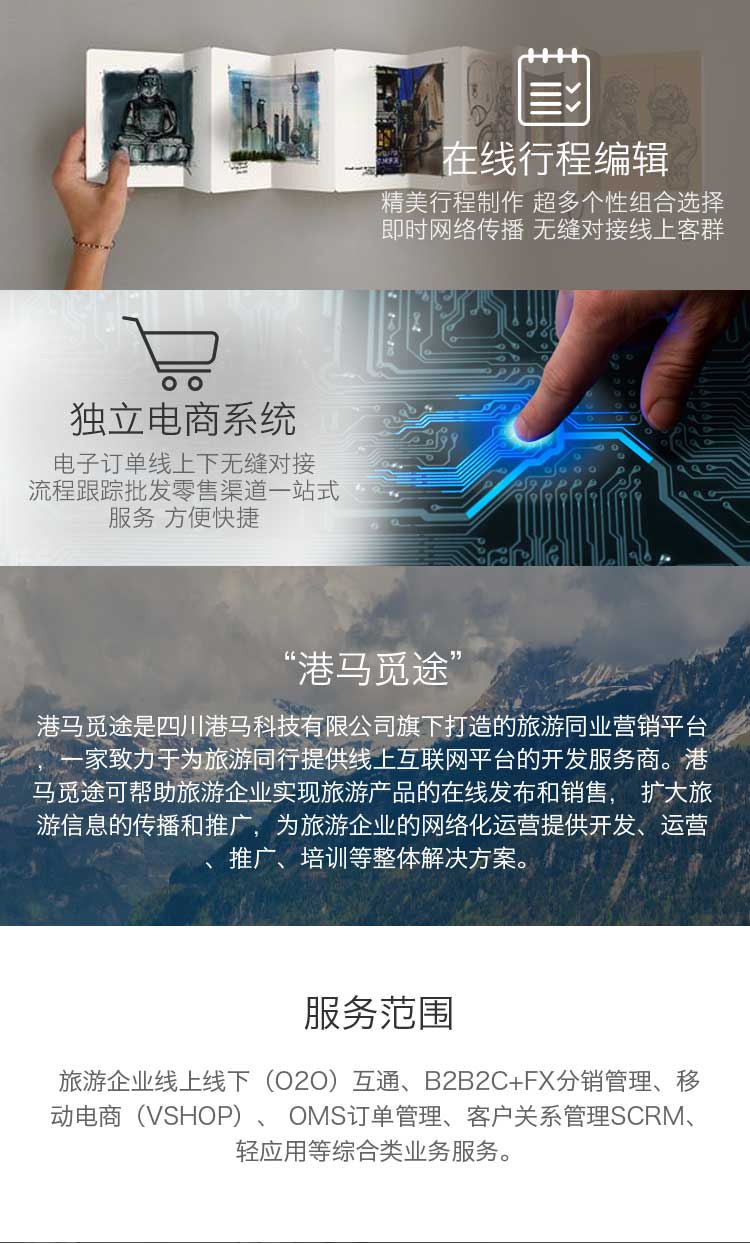 在线行程编辑
精美行程制作 超多个性组合选择
即时网络传播 无缝对接线上客群
独立电商系统
电子订单线上下无缝对接
流程跟踪批发零售渠道一站式
服务 方便快捷
“港马觅途”
港马觅途是四川港马科技有限公司旗下打造的旅游同业营销平台
，一家致力于为旅游同行提供线上互联网平台的开发服务商。港
马觅途可帮助旅游企业实现旅游产品的在线发布和销售， 扩大旅
游信息的传播和推广，为旅游企业的网络化运营提供开发、运营
、推广、培训等整体解决方案。
服务范围
旅游企业线上线下（O2O）互通、B2B2C+FX分销管理、移
动电商（VSHOP）、 OMS订单管理、客户关系管理SCRM、
轻应用等综合类业务服务。